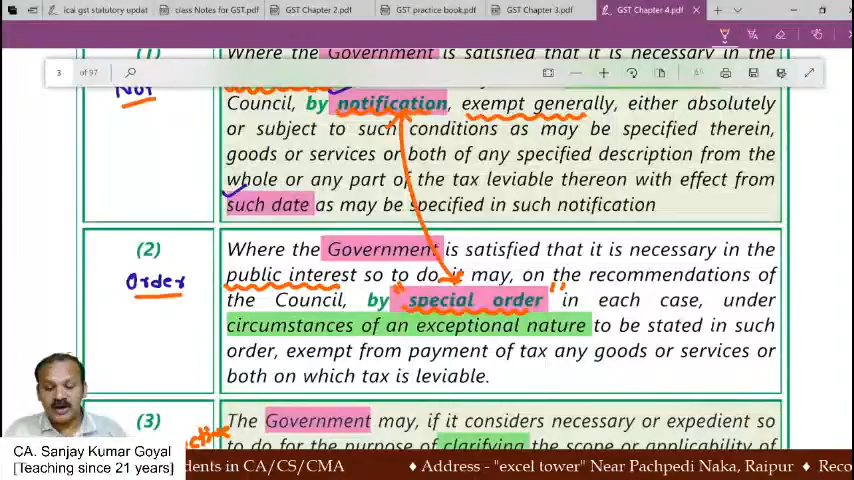 icai gst statutory updat
class Notes for GST.pdf
GST Chapter 2.pdf
GST practice book.pdf
GST Chapter 3.pdf
GST Chapter 4.pdf
(1)
Where the Government is satisfied that it is necessary in the
3 of 97
Not
Council, by notification, exempt generally, either absolutely
or subject to such conditions as may be specified therein,
goods or services or both of any specified description from the
whole or any part of the tax leviable thereon with effect from
such date as may be specified in such notification
(2)
Order
Where the Government is satisfied that it is necessary in the
public interest so to do it may, on the recommendations of
the Council, by "special order" in each case, under
circumstances of an exceptional nature to be stated in such
order, exempt from payment of tax any goods or services or
both on which tax is leviable.
(3)
The Government may, if it considers necessary or expedient so
to do for the purpose of clarifying the scope or applicability of
CA. Sanjay Kumar Goyal
[Teaching since 21 years]
dents in CA/CS/CMA ♦ Address - "excel tower" Near Pachpedi Naka, Raipur ♦ Reco